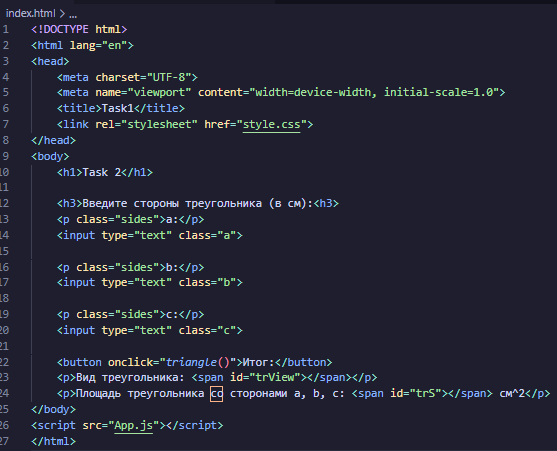 index.html > ...
1 <!DOCTYPE html>
2 <html lang="en">
3 <head>
4 <meta charset="UTF-8">
5 <meta name="viewport" content="width=device-width, initial-scale=1.0">
6 <title>Task1</title>
7 <link rel="stylesheet" href="style.css">
8 </head>
9 <body>
10 <h1>Task 2</h1>
11
12 <h3>Введите стороны треугольника (в см):<h3>
13 <p class="sides">a:</p>
14 <input type="text" class="a">
15
16 <p class="sides">b:</p>
17 <input type="text" class="b">
18
19 <p class="sides">c:</p>
20 <input type="text" class="c">
21
22 <button onclick="triangle()">Итог:</button>
23 <p>Вид треугольника: <span id="trView"></span></p>
24 <p>Площадь треугольника со сторонами a, b, c: <span id="trS"></span> см^2</p>
25 </body>
26 <script src="App.js"></script>
27 </html>